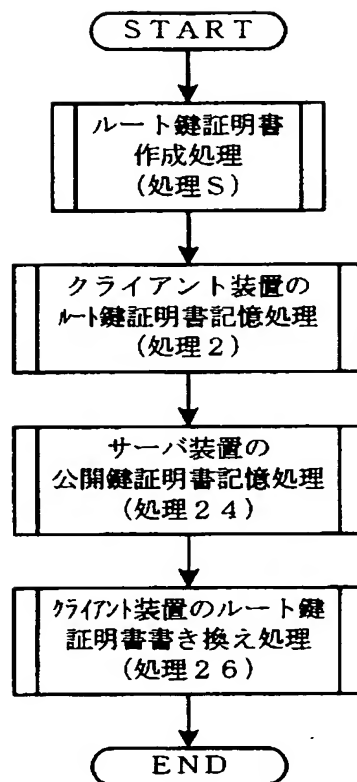 START
ルート鍵証明書
作成処理
(処理S)
クライアント装置の
ルート鍵証明書記憶処理
(処理2)
サーバ装置の
公開鍵証明書記憶処理
(処理24)
クライアント装置のルート鍵
証明書書き換え処理
(処理26)
END